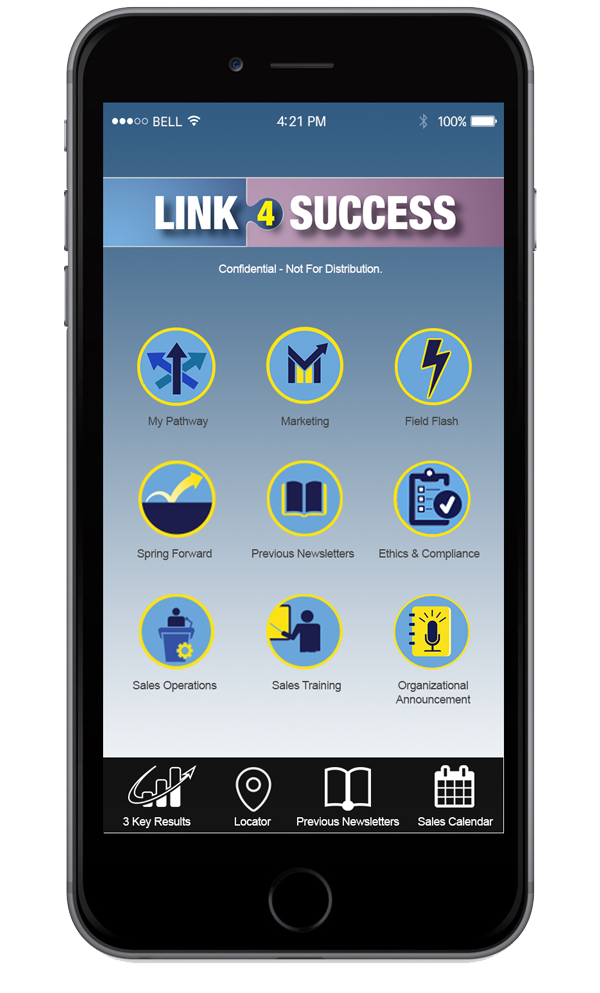 BELL 4:21 PM 100%
LINK 4 SUCCESS
Confidential - Not For Distribution.
My Pathway Marketing Field Flash
Spring Forward Previous Newsletters Ethics & Compliance
Sales Operations Sales Training Organizational
Announcement
3 Key Results Locator Previous Newsletters Sales Calendar